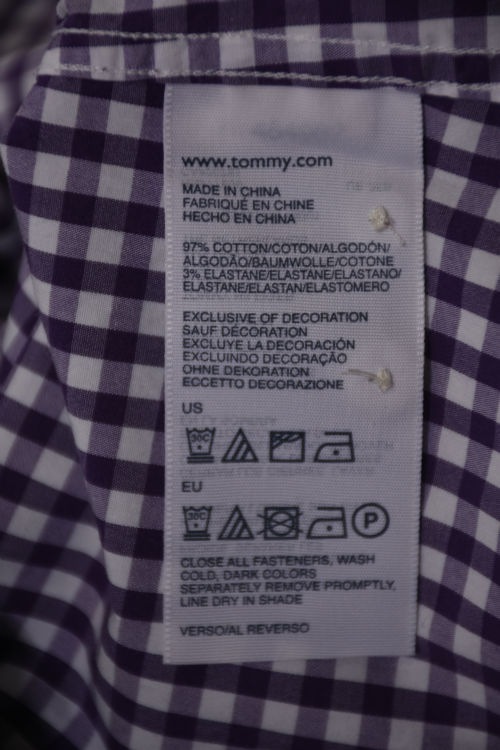 www.tommy.com
MADE IN CHINA
FABRIQUÉ EN CHINE
HECHO EN CHINA
97% COTTON/COTON/ALGODÓN/
ALGODÃO/BAUMWOLLE/COTONE
3% ELASTANE/ELASTANE/ELASTANO/
ELASTANE/ELASTAN/ELASTOMERO
EXCLUSIVE OF DECORATION
SAUF DÉCORATION
EXCLUYE LA DECORACIÓN
EXCLUINDO DECORAÇÃO
OHNE DEKORATION
ECCETTO DECORAZIONE
US
30C
EU
30C P
CLOSE ALL FASTENERS, WASH
COLD, DARK COLORS
SEPARATELY REMOVE PROMPTLY,
LINE DRY IN SHADE
VERSO/AL REVERSO